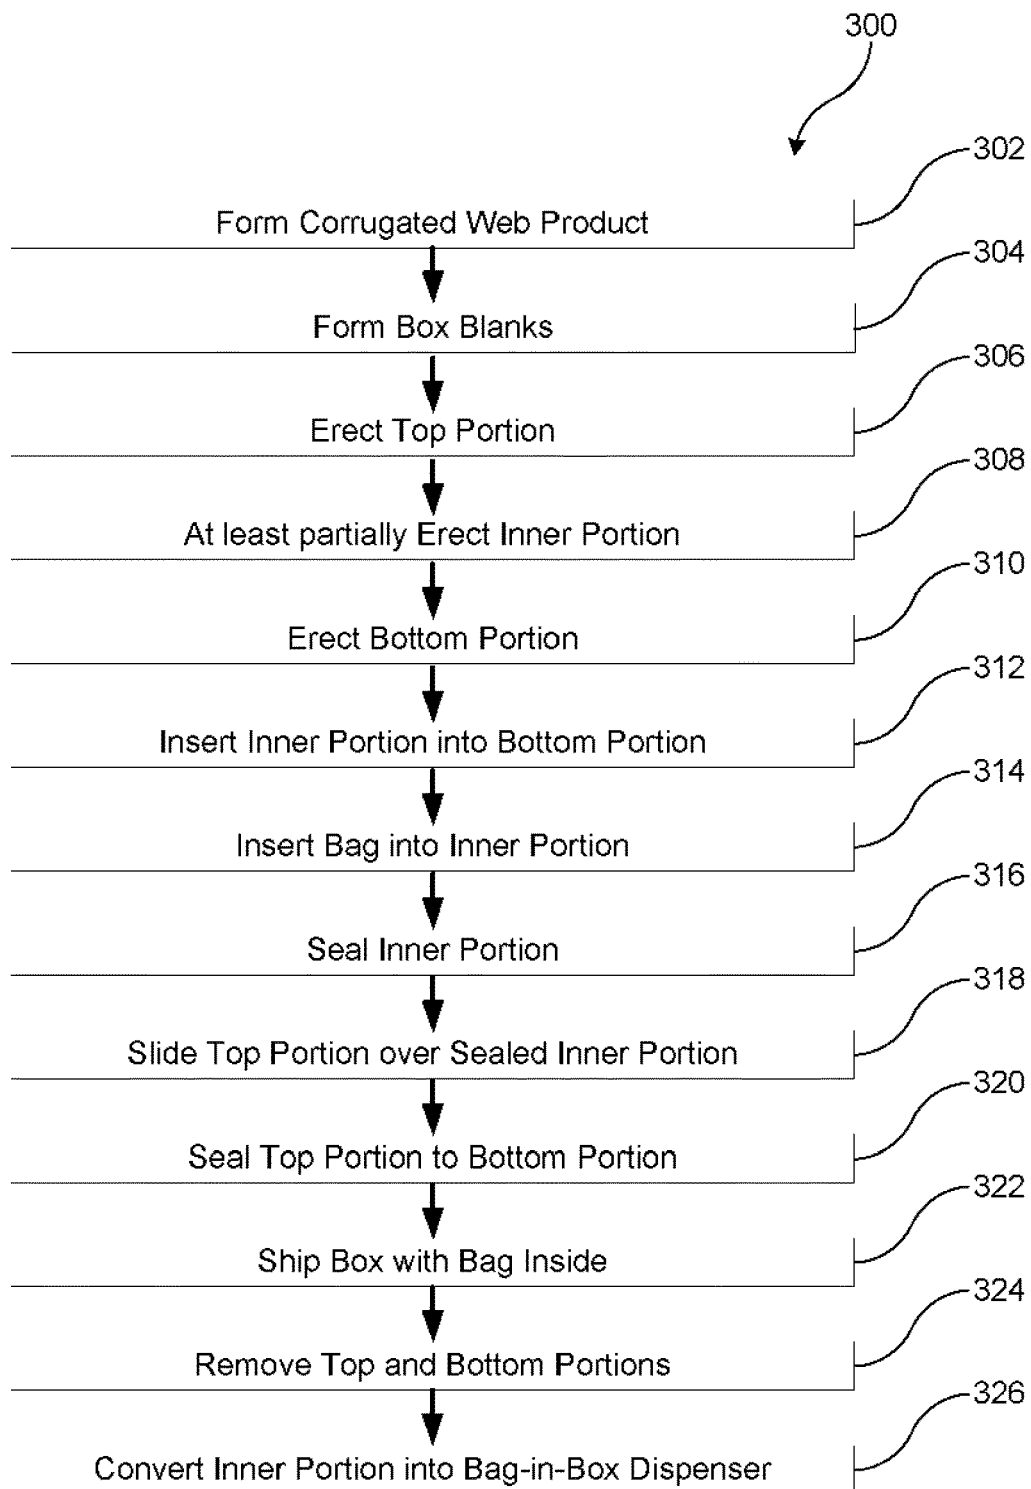 300
302
Form Corrugated Web Product
304
Form Box Blanks
306
Erect Top Portion
308
At least partially Erect Inner Portion
310
Erect Bottom Portion
312
Insert Inner Portion into Bottom Portion
314
Insert Bag into Inner Portion
316
Seal Inner Portion
318
Slide Top Portion over Sealed Inner Portion
320
Seal Top Portion to Bottom Portion
322
Ship Box with Bag Inside
324
Remove Top and Bottom Portions
326
Convert Inner Portion into Bag-in-Box Dispenser